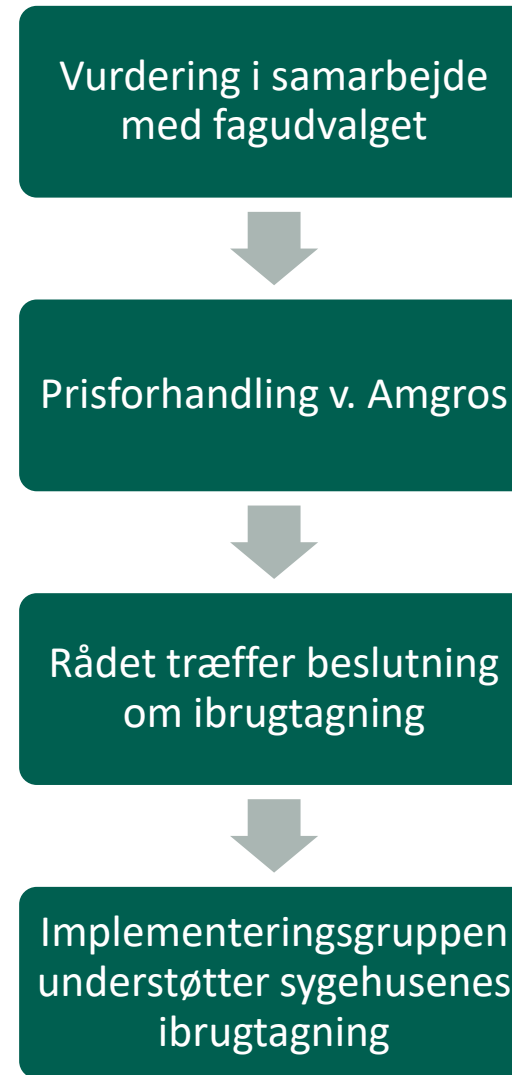 Vurdering i samarbejde
med fagudvalget
Prisforhandling v. Amgros
Rådet træffer beslutning
om ibrugtagning
Implementeringsgruppen
understøtter sygehusenes
ibrugtagning